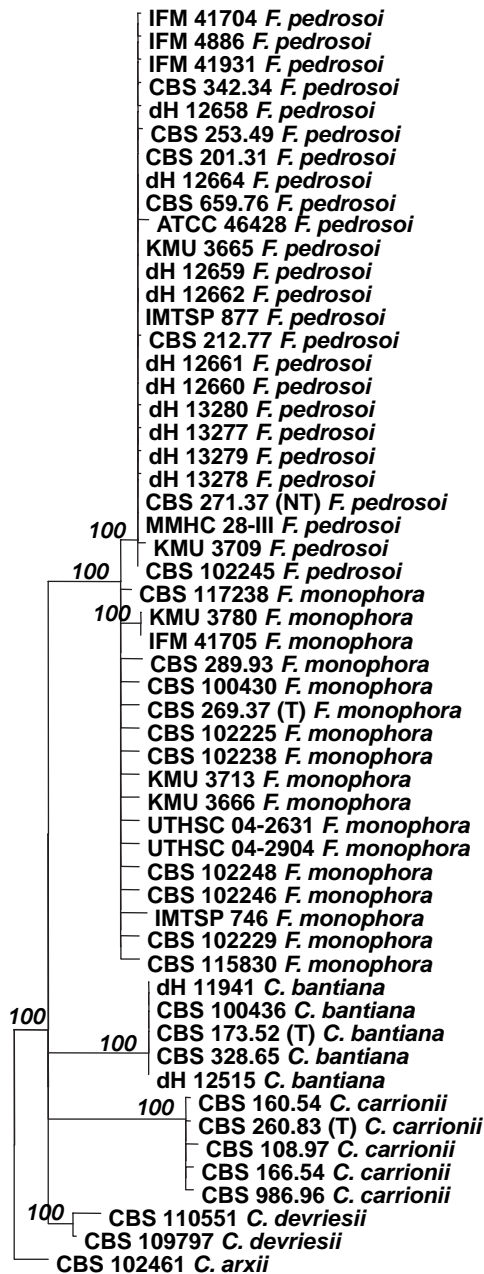 IFM 41704 F. pedrosoi
IFM 4886 F. pedrosoi
IFM 41931 F. pedrosoi
CBS 342.34 F. pedrosoi
dH 12658 F. pedrosoi
CBS 253.49 F. pedrosoi
CBS 201.31 F. pedrosoi
dH 12664 F. pedrosoi
CBS 659.76 F. pedrosoi
ATCC 46428 F. pedrosoi
KMU 3665 F. pedrosoi
dH 12659 F. pedrosoi
dH 12662 F. pedrosoi
IMTSP 877 F. pedrosoi
CBS 212.77 F. pedrosoi
dH 12661 F. pedrosoi
dH 12660 F. pedrosoi
dH 13280 F. pedrosoi
dH 13277 F. pedrosoi
dH 13279 F. pedrosoi
dH 13278 F. pedrosoi
CBS 271.37 (NT) F. pedrosoi
MMHC 28-III F. pedrosoi
100
KMU 3709 F. pedrosoi
CBS 102245 F. pedrosoi
100
CBS 117238 F. monophora
100
KMU 3780 F. monophora
IFM 41705 F. monophora
CBS 289.93 F. monophora
CBS 100430 F. monophora
CBS 269.37 (T) F. monophora
CBS 102225 F. monophora
CBS 102238 F. monophora
KMU 3713 F. monophora
KMU 3666 F. monophora
UTHSC 04-2631 F. monophora
UTHSC 04-2904 F. monophora
CBS 102248 F. monophora
CBS 102246 F. monophora
IMTSP 746 F. monophora
CBS 102229 F. monophora
CBS 115830 F. monophora
dH 11941 C. bantiana
CBS 100436 C. bantiana
100
CBS 173.52 (T) C. bantiana
100
CBS 328.65 C. bantiana
dH 12515 C. bantiana
100
CBS 160.54 C. carrionii
CBS 260.83 (T) C. carrionii
CBS 108.97 C. carrionii
CBS 166.54 C. carrionii
CBS 986.96 C. carrionii
100
CBS 110551 C. devriesii
CBS 109797 C. devriesii
CBS 102461 C. arxii